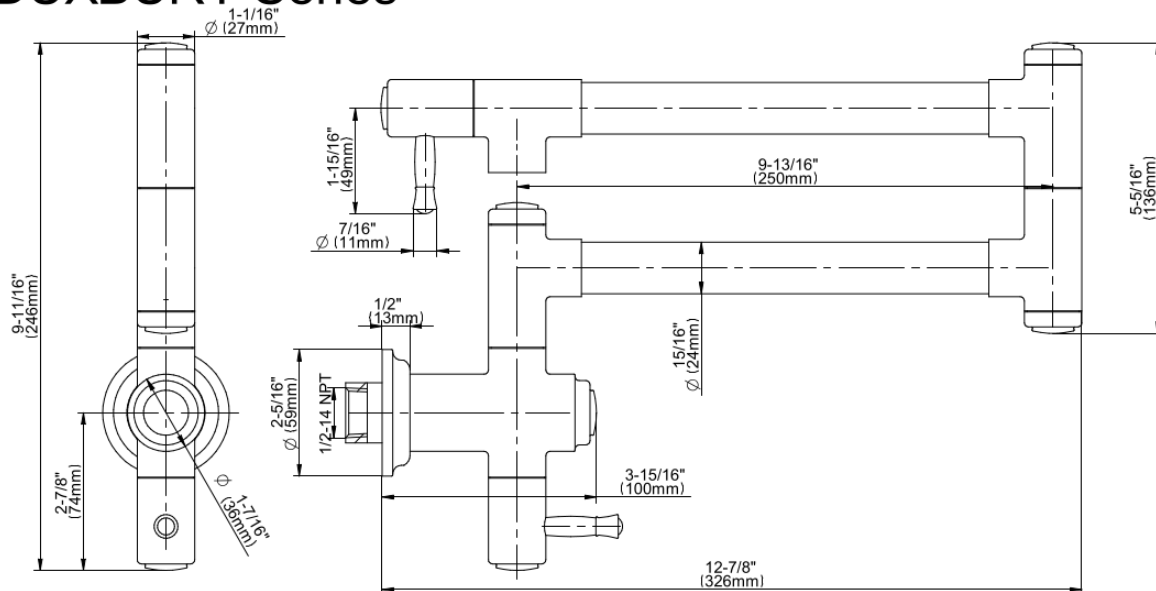 1-1/16"
∅ (27mm)
9-11/16"
(246mm)
2-7/8"
(74mm)
∅ 1-7/16"
(36mm)
1-15/16"
(49mm)
7/16"
∅ (11mm)
9-13/16"
(250mm)
5-5/16"
(136mm)
1/2"
(13mm)
15/16"
∅ (24mm)
2-5/16"
∅ (59mm)
1/2-14 NPT
3-15/16"
(100mm)
12-7/8"
(326mm)